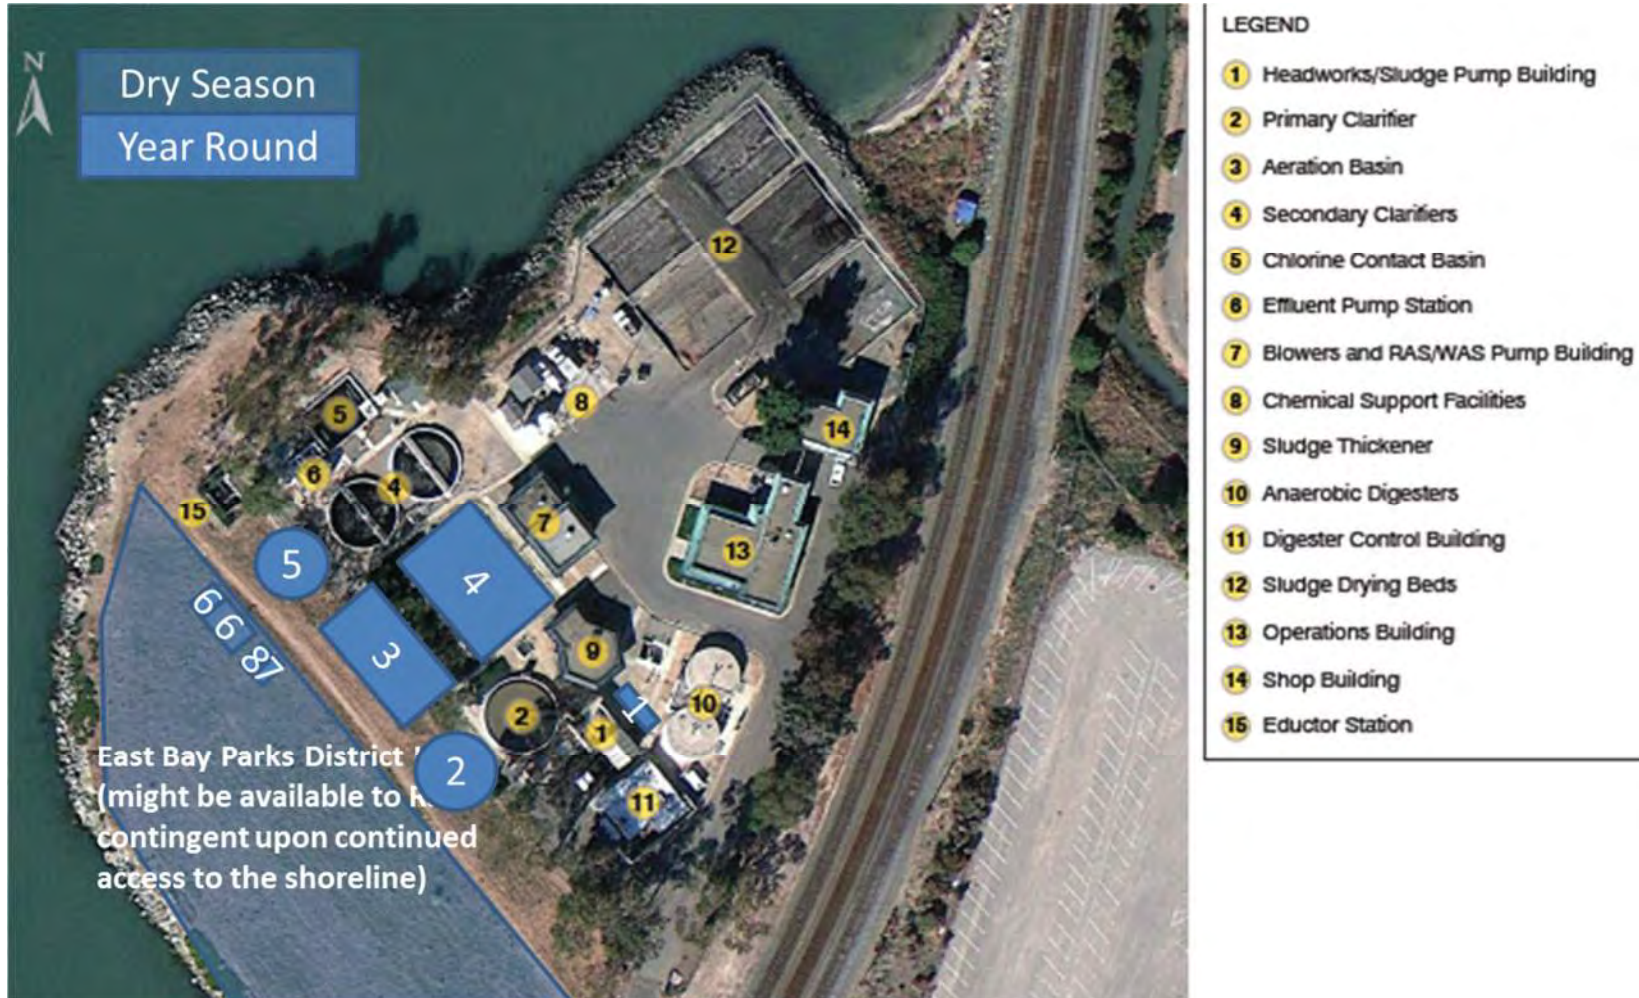 N
Dry Season
Year Round
12
8
5
14
6
4
15
7
13
5
4
6
6
87
3
9
1
10
2
1
East Bay Parks District
2
(might be available to
11
contingent upon continued
access to the shoreline)
LEGEND
1 Headworks/Sludge Pump Building
2 Primary Clarifier
3 Aeration Basin
4 Secondary Clarifiers
5 Chlorine Contact Basin
6 Effluent Pump Station
7 Blowers and RAS/WAS Pump Building
8 Chemical Support Facilities
9 Sludge Thickener
10 Anaerobic Digesters
11 Digester Control Building
12 Sludge Drying Beds
13 Operations Building
14 Shop Building
15 Eductor Station